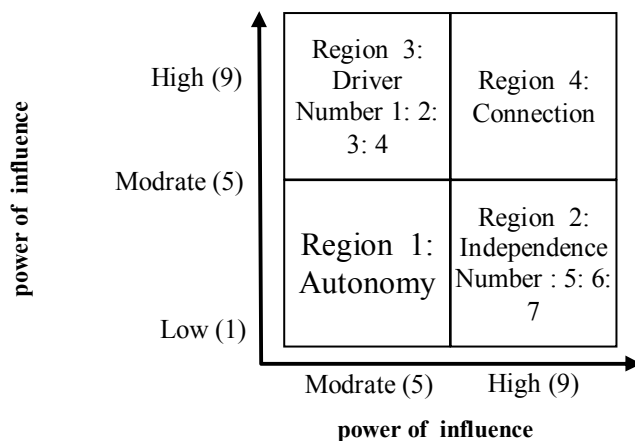 power of influence
High (9)
Modrate (5)
Low (1)
Region 3:
Driver
Number 1: 2:
3: 4
Region 4:
Connection
Region 1:
Autonomy
Region 2:
Independence
Number : 5: 6:
7
Modrate (5)
High (9)
power of influence